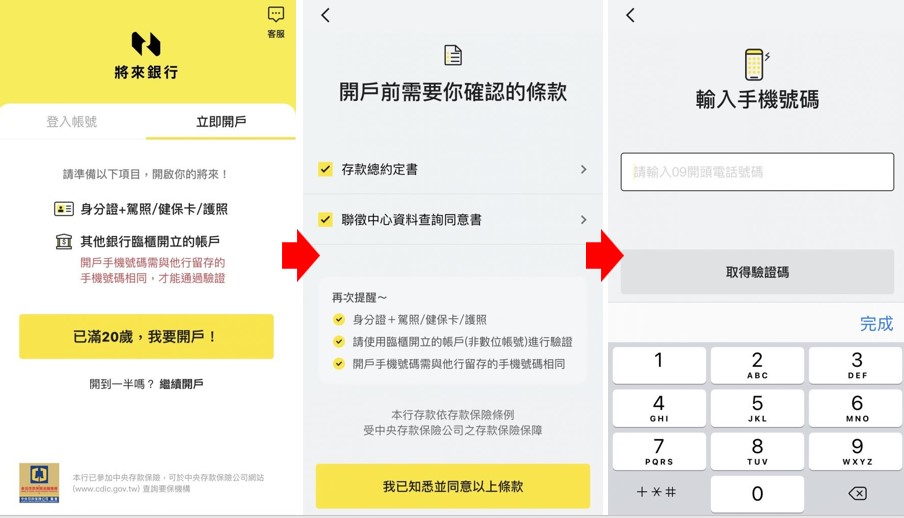 客服
將來銀行
登入帳號
立即開戶
請準備以下項目，開啟你的將來！
身分證+駕照/健保卡/護照
其他銀行臨櫃開立的帳戶
開戶手機號碼需與他行留存的
手機號碼相同，才能通過驗證
已滿20歲，我要開戶！
開到一半嗎？ 繼續開戶
本行已參加中央存款保險，可於中央存款保險公司網站
(www.cdic.gov.tw) 查詢要保機構
開戶前需要你確認的條款
存款總約定書
聯徵中心資料查詢同意書
再次提醒～
身分證＋駕照/健保卡/護照
請使用臨櫃開立的帳戶(非數位帳號)進行驗證
開戶手機號碼需與他行留存的手機號碼相同
本行存款依存款保險條例
受中央存款保險公司之存款保險保障
我已知悉並同意以上條款
輸入手機號碼
請輸入09開頭電話號碼
取得驗證碼
完成
1
2
ABC
3
DEF
4
GHI
5
JKL
6
MNO
7
PQRS
8
TUV
9
WXYZ
＋＊＃
0